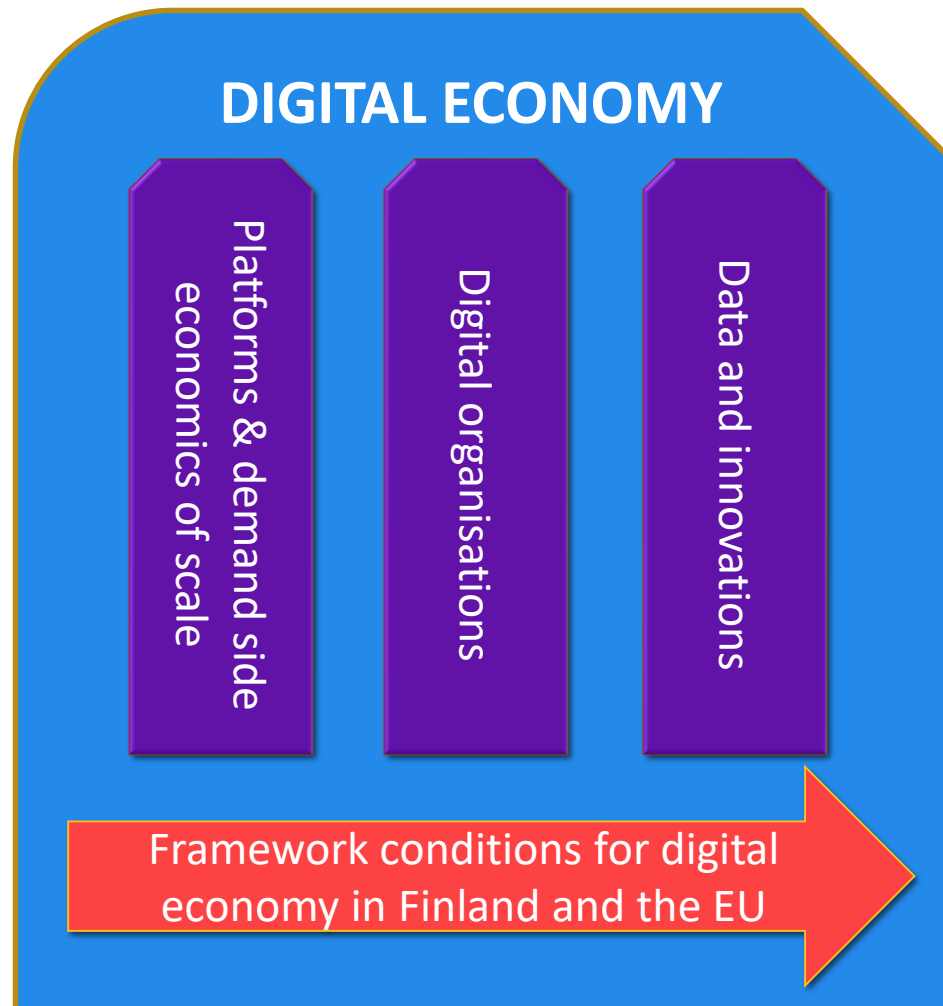 DIGITAL ECONOMY
Platforms & demand side
economics of scale
Digital organisations
Data and innovations
Framework conditions for digital
economy in Finland and the EU